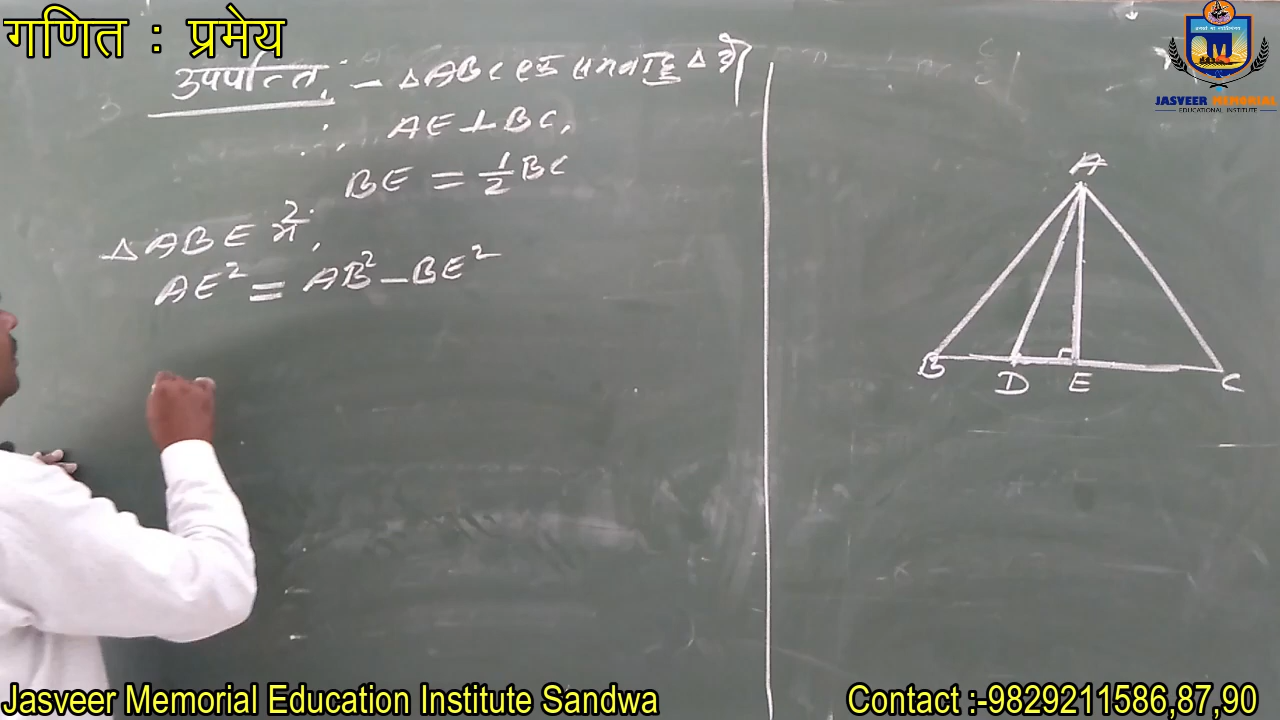 गणित : प्रमेय
उपपत्ति :- △ABC एक समबाहु △ है।
∴ AE ⊥ BC,
BE = 1/2 BC
△ABE में,
AE² = AB² - BE²
A
B D E C
M
JASVEER MEMORIAL
EDUCATIONAL INSTITUTE
Jasveer Memorial Education Institute Sandwa
Contact :-9829211586,87,90